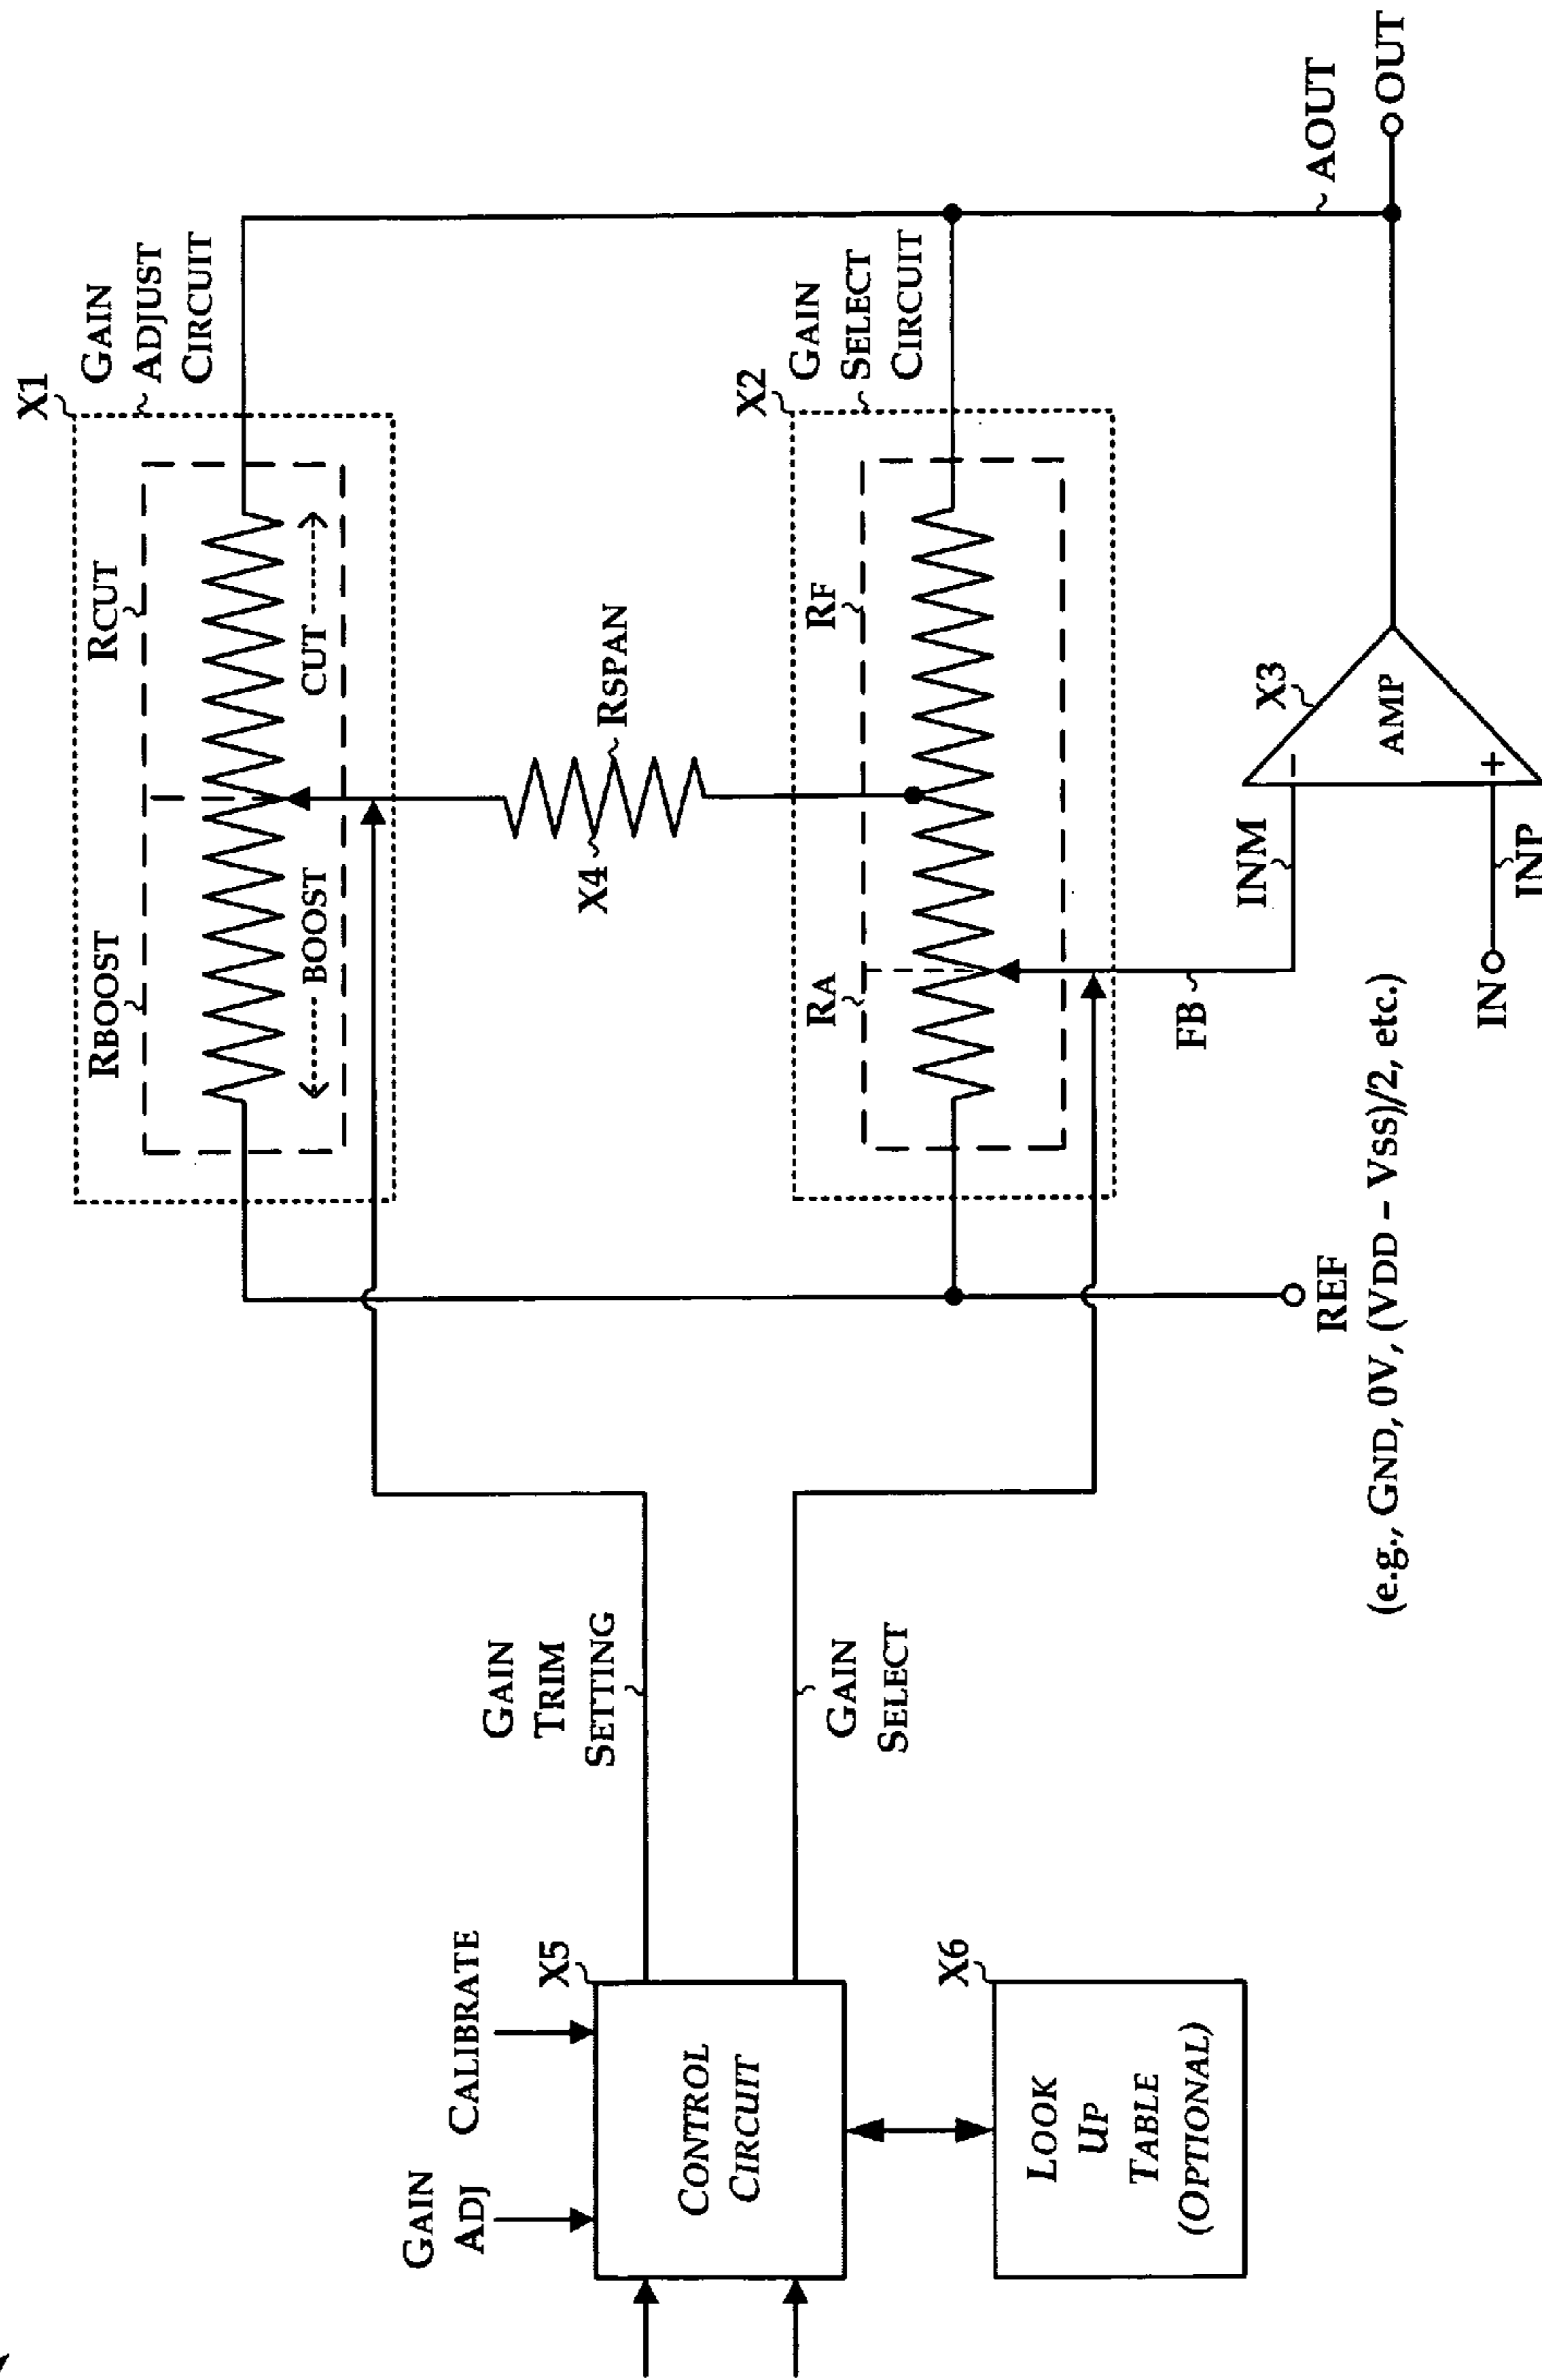 X1
GAIN
ADJUST
CIRCUIT
RBOOST
RCUT
BOOST
CUT
X4
RSPAN
X2
GAIN
SELECT
CIRCUIT
RA
RF
FB
INM
X3
AMP
−
+
IN
INP
AOUT
OUT
REF
(e.g., GND, 0V, (VDD – VSS)/2, etc.)
GAIN
TRIM
SETTING
GAIN
SELECT
GAIN
ADJ
CALIBRATE
X5
CONTROL
CIRCUIT
X6
LOOK
UP
TABLE
(OPTIONAL)